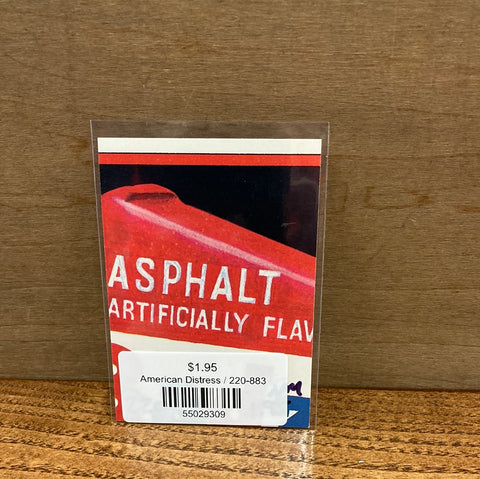 ASPHALT
ARTIFICIALLY FLAV
$1.95
American Distress / 220-883
55029309